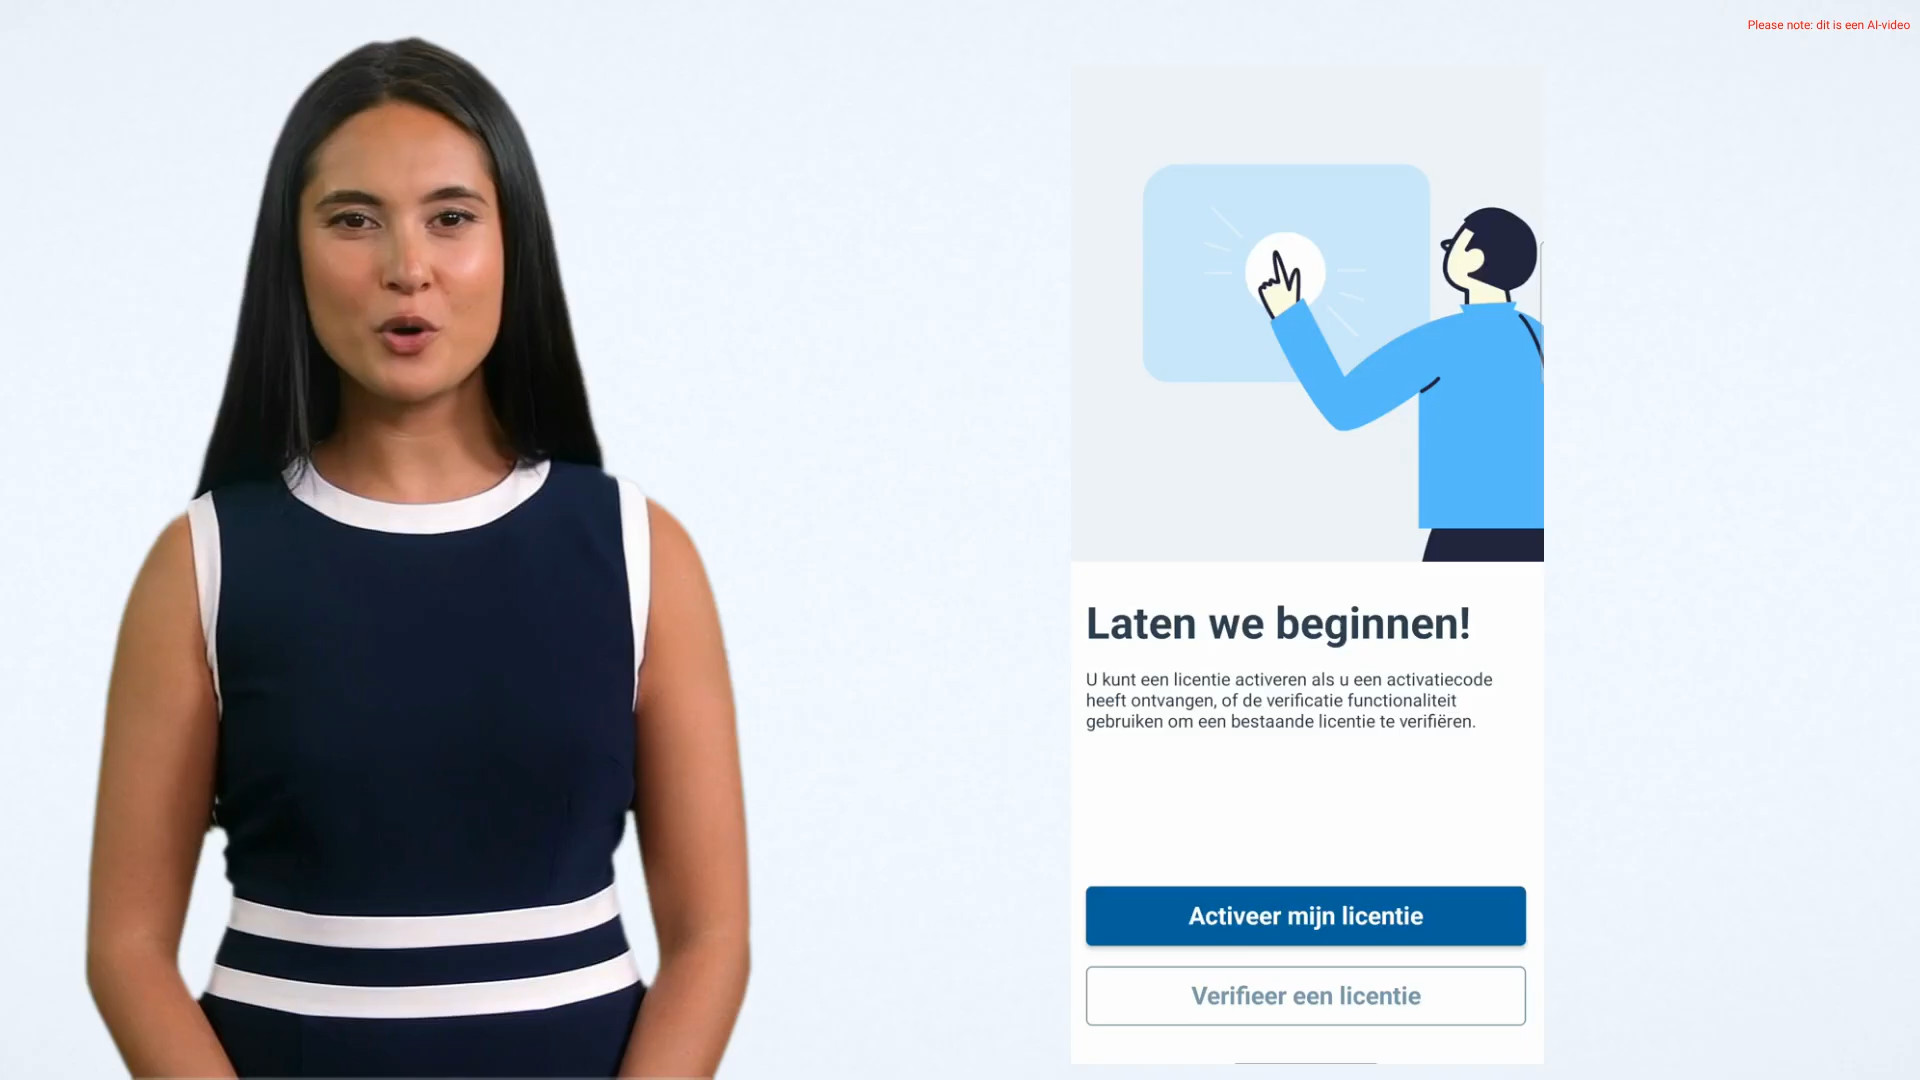 Please note: dit is een AI-video
Laten we beginnen!
U kunt een licentie activeren als u een activatiecode
heeft ontvangen, of de verificatie functionaliteit
gebruiken om een bestaande licentie te verifiëren.
Activeer mijn licentie
Verifieer een licentie